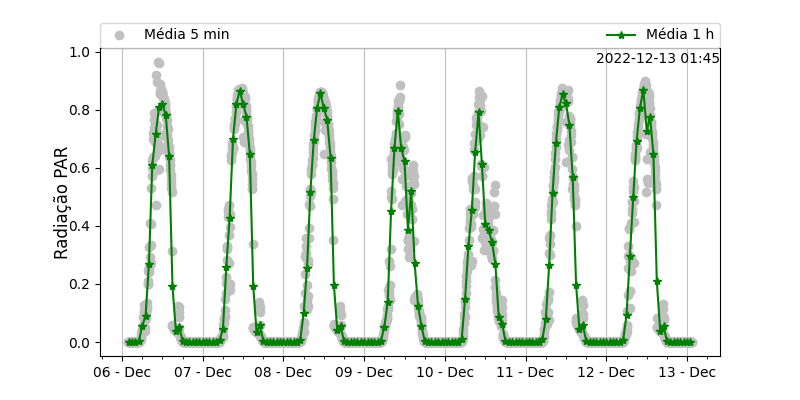 Média 5 min
Média 1 h
2022-12-13 01:45
Radiação PAR
1.0
0.8
0.6
0.4
0.2
0.0
06 - Dec
07 - Dec
08 - Dec
09 - Dec
10 - Dec
11 - Dec
12 - Dec
13 - Dec